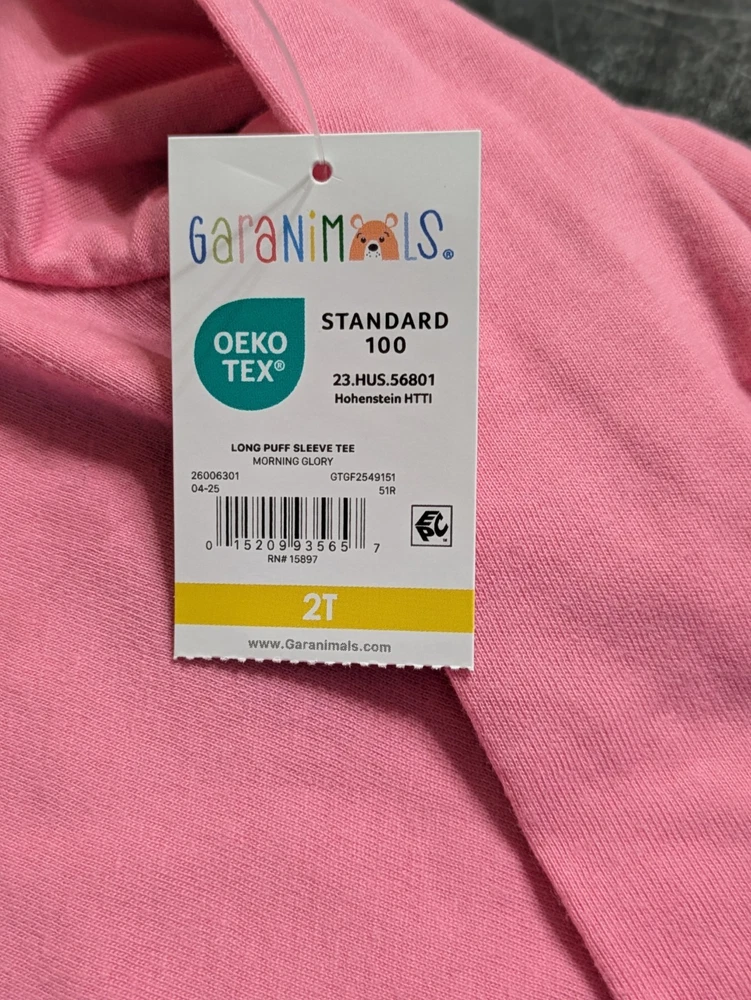 GaraNiMALS®
OEKO
TEX®
STANDARD
100
23.HUS.56801
Hohenstein HTTI
LONG PUFF SLEEVE TEE
MORNING GLORY
26006301 GTGF2549151
04-25 51R
0 15209 93565 7
RN# 15897
EPC
2T
www.Garanimals.com